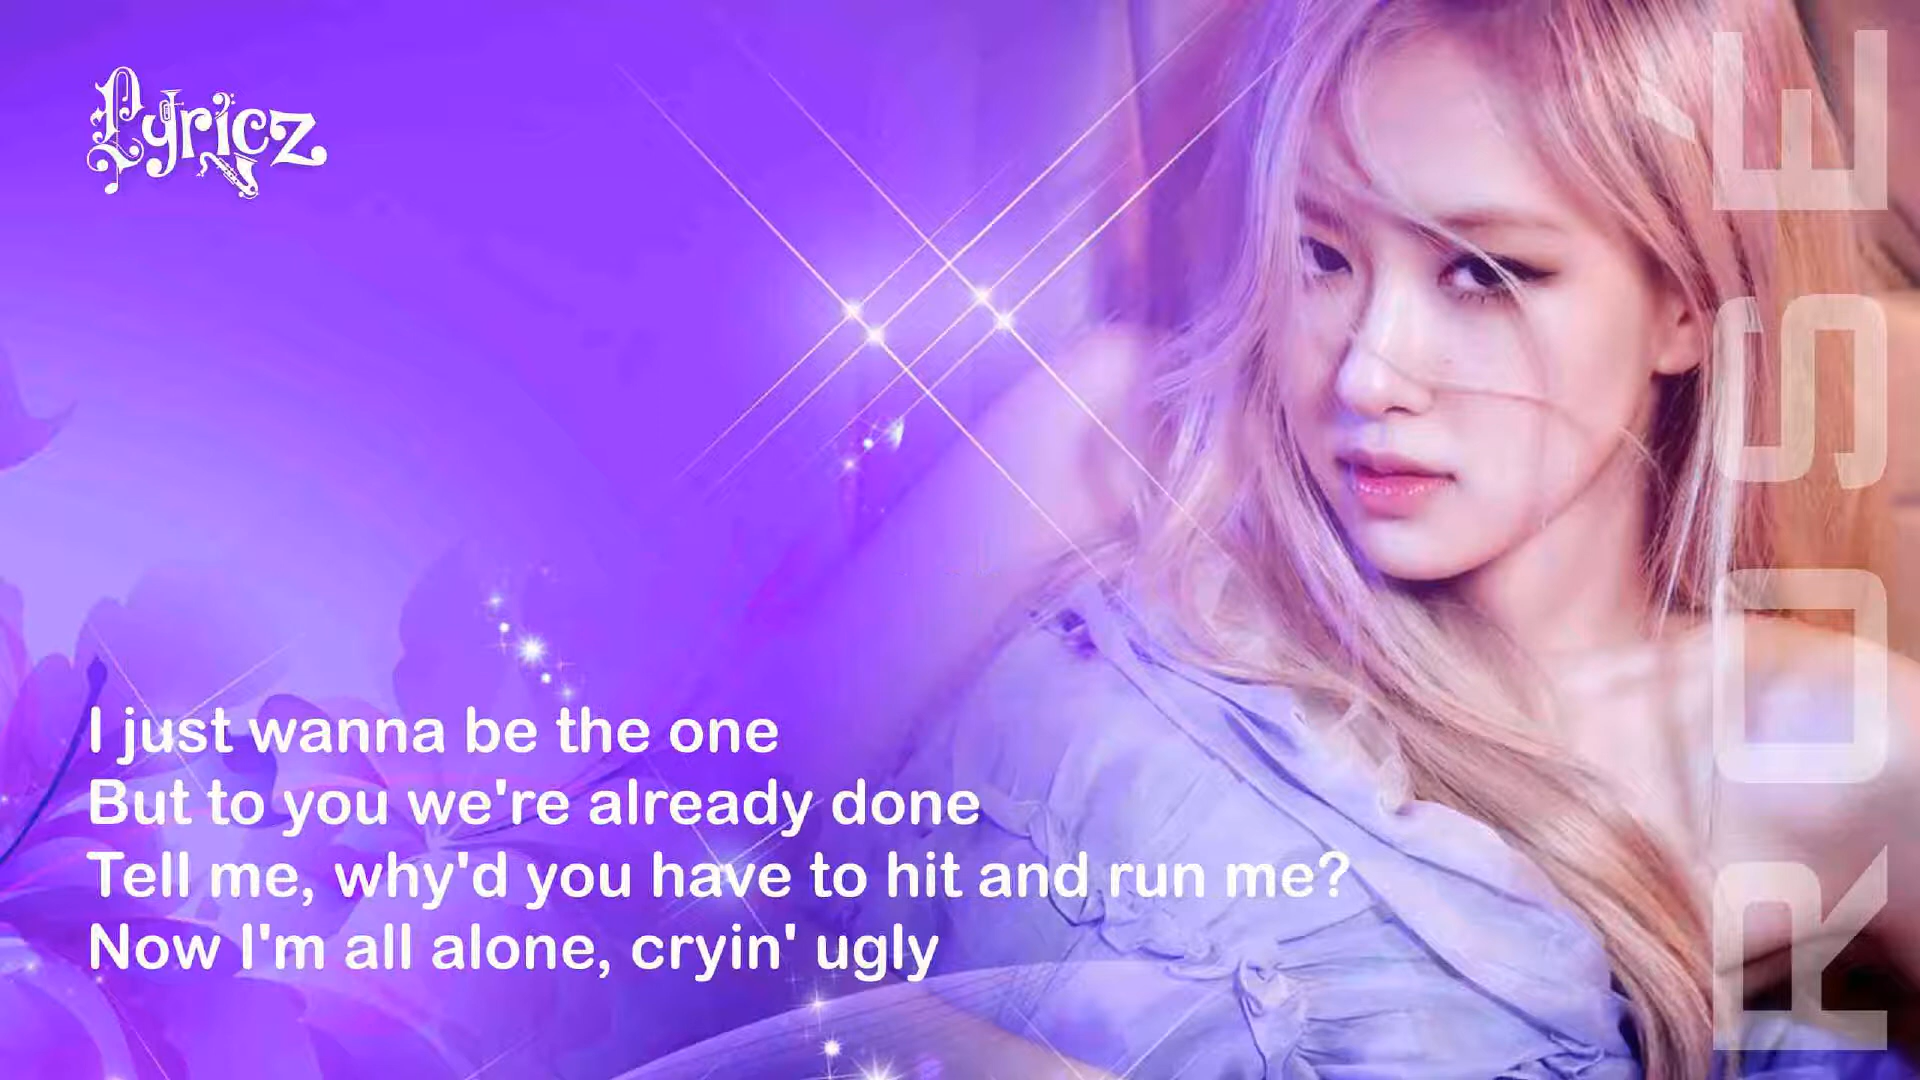 Lyricz
I just wanna be the one
But to you we're already done
Tell me, why'd you have to hit and run me?
Now I'm all alone, cryin' ugly
ROSÉ